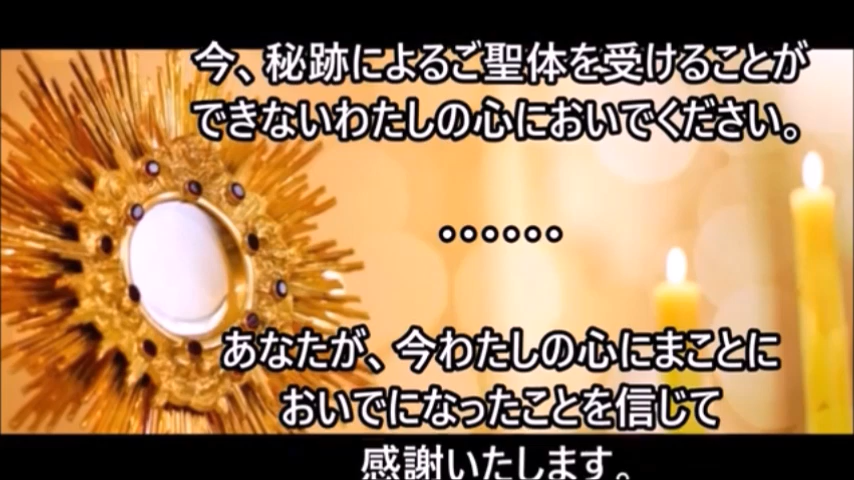 今、秘跡によるご聖体を受けることが
できないわたしの心においでください。
。。。。。。
あなたが、今わたしの心にまことに
おいでになったことを信じて
感謝いたします。